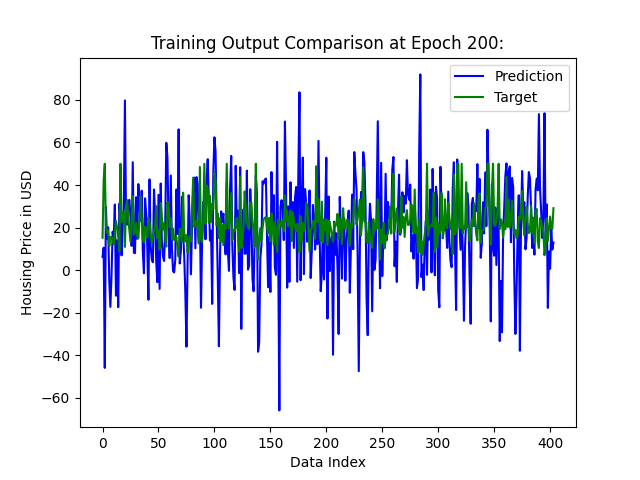 Training Output Comparison at Epoch 200:
Prediction
Target
Housing Price in USD
80
60
40
20
0
−20
−40
−60
0 50 100 150 200 250 300 350 400
Data Index